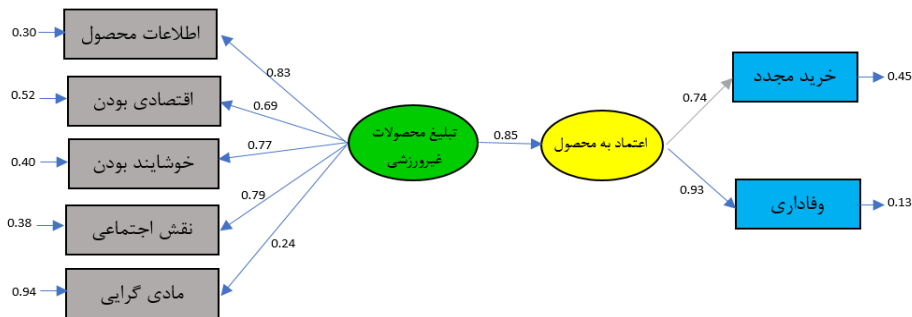 0.30
اطلاعات محصول
0.83
0.52
اقتصادی بودن
0.69
0.40
خوشایند بودن
0.77
0.38
نقش اجتماعی
0.79
0.94
مادی گرایی
0.24
تبلیغ محصولات
غیرورزشی
0.85
اعتماد به محصول
0.74
خرید مجدد
0.45
0.93
وفاداری
0.13